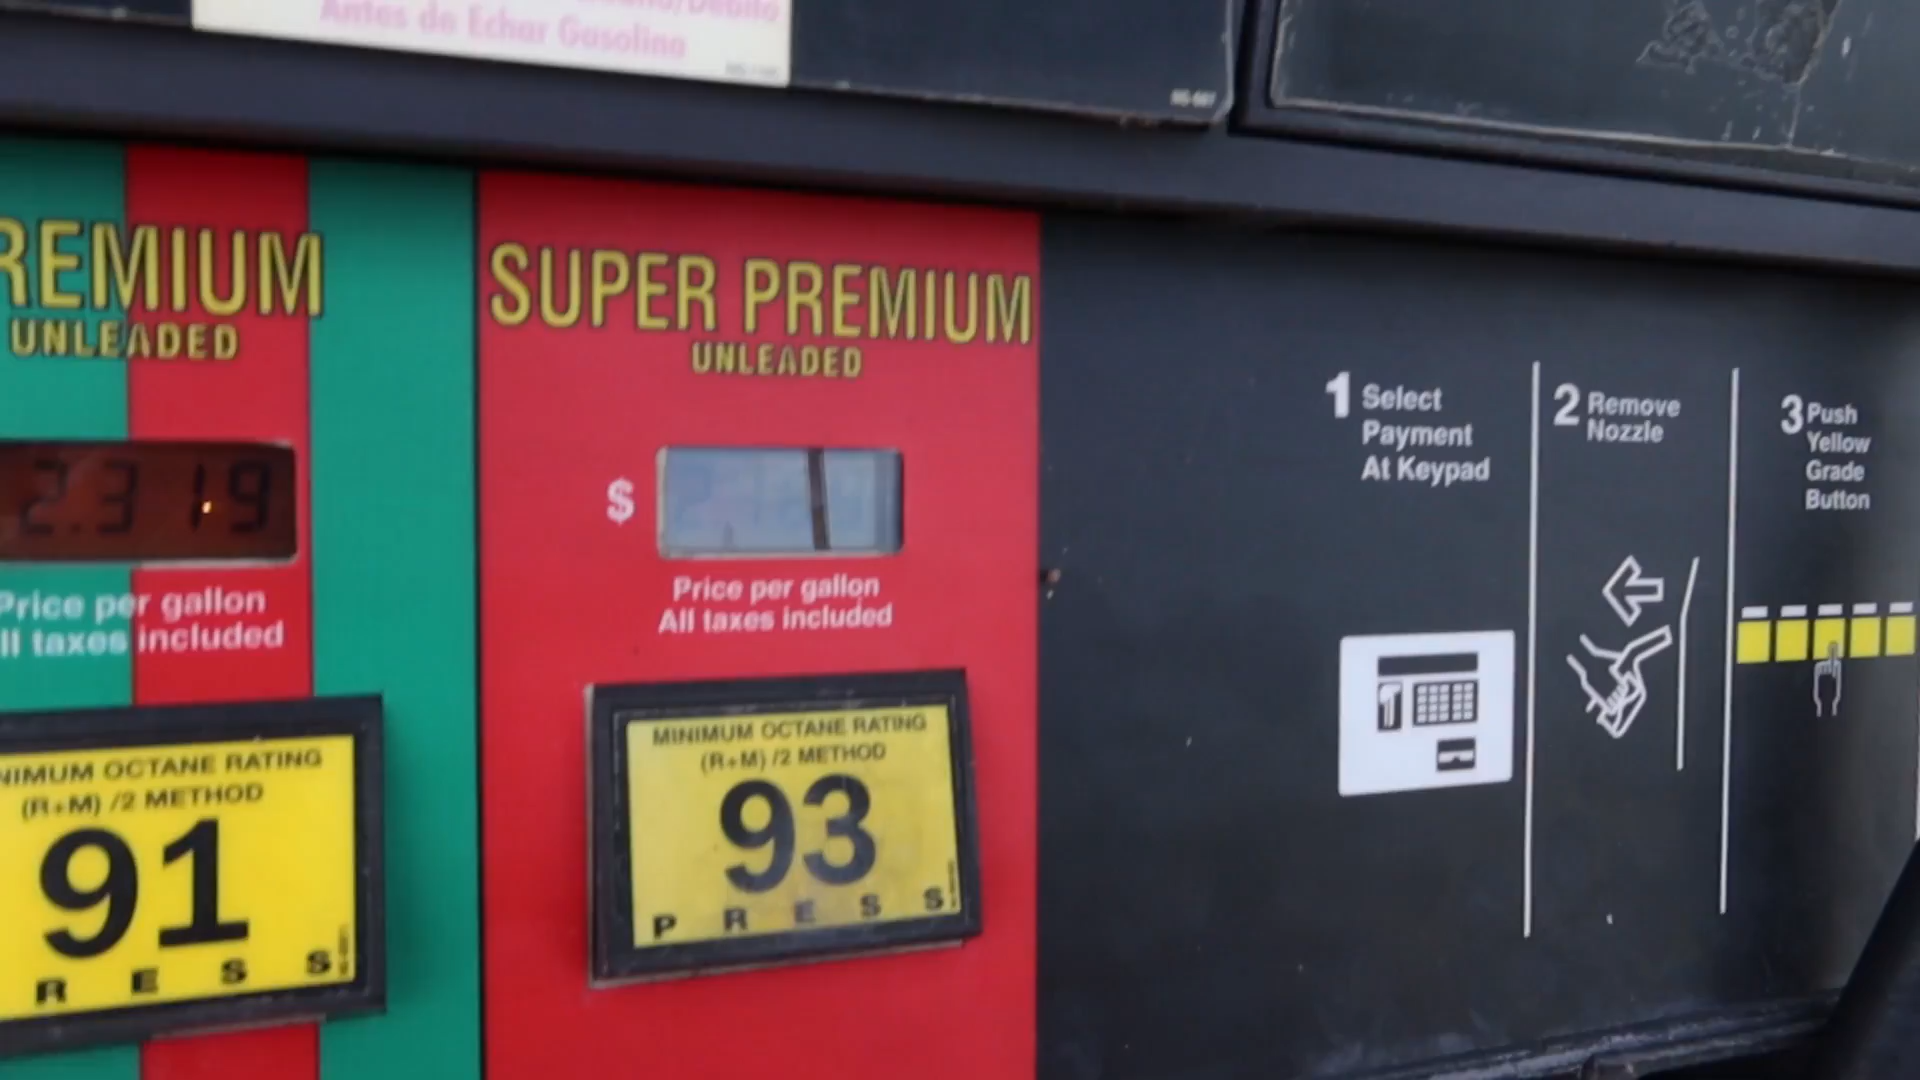 Antes de Echar Gasolina
REMIUM
UNLEADED
2.319
Price per gallon
ll taxes included
NIMUM OCTANE RATING
(R+M) /2 METHOD
91
R E S S
SUPER PREMIUM
UNLEADED
$
Price per gallon
All taxes included
MINIMUM OCTANE RATING
(R+M) /2 METHOD
93
P R E S S
1 Select
Payment
At Keypad
2 Remove
Nozzle
3 Push
Yellow
Grade
Button